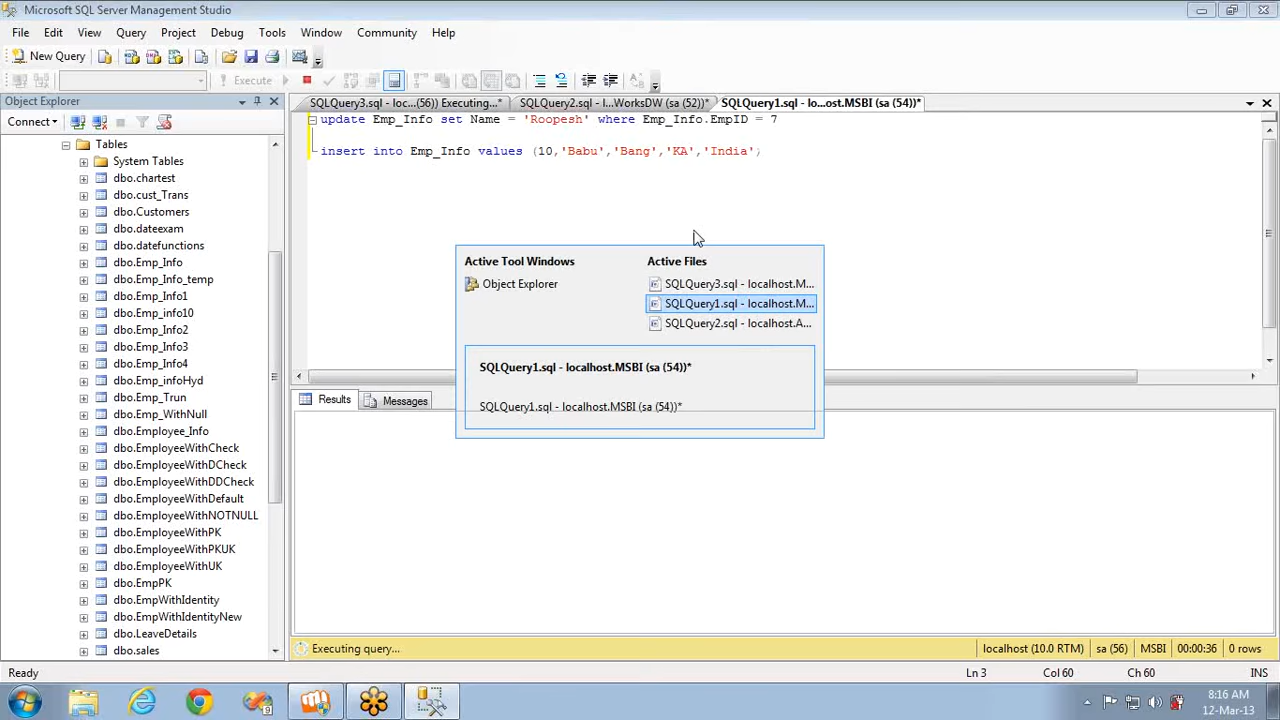 Microsoft SQL Server Management Studio
File Edit View Query Project Debug Tools Window Community Help
New Query
Execute
Object Explorer
SQLQuery3.sql - loc...(56)) Executing...* SQLQuery2.sql - l...WorksDW (sa (52))* SQLQuery1.sql - lo...ost.MSBI (sa (54))*
Connect
update Emp_Info set Name = 'Roopesh' where Emp_Info.EmpID = 7
insert into Emp_Info values (10,'Babu','Bang','KA','India')
Tables
System Tables
dbo.chartest
dbo.cust_Trans
dbo.Customers
dbo.dateexam
dbo.datefunctions
dbo.Emp_Info
dbo.Emp_Info_temp
dbo.Emp_Info1
dbo.Emp_info10
dbo.Emp_Info2
dbo.Emp_Info3
dbo.Emp_Info4
dbo.Emp_infoHyd
dbo.Emp_Trun
dbo.Emp_WithNull
dbo.Employee_Info
dbo.EmployeeWithCheck
dbo.EmployeeWithDCheck
dbo.EmployeeWithDDCheck
dbo.EmployeeWithDefault
dbo.EmployeeWithNOTNULL
dbo.EmployeeWithPK
dbo.EmployeeWithPKUK
dbo.EmployeeWithUK
dbo.EmpPK
dbo.EmpWithIdentity
dbo.EmpWithIdentityNew
dbo.LeaveDetails
dbo.sales
Active Tool Windows
Object Explorer
Active Files
SQLQuery3.sql - localhost.M...
SQLQuery1.sql - localhost.M...
SQLQuery2.sql - localhost.A...
SQLQuery1.sql - localhost.MSBI (sa (54))*
SQLQuery1.sql - localhost.MSBI (sa (54))*
Results Messages
Executing query... localhost (10.0 RTM) sa (56) MSBI 00:00:36 0 rows
Ready Ln 3 Col 60 Ch 60 INS
8:16 AM
12-Mar-13